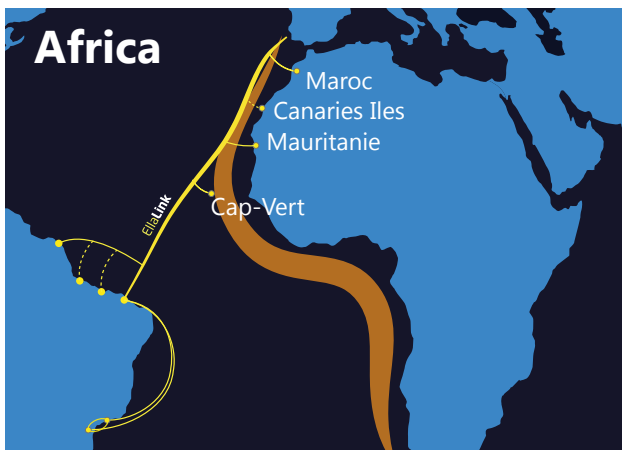 Africa
Maroc
Canaries Iles
Mauritanie
EllaLink
Cap-Vert